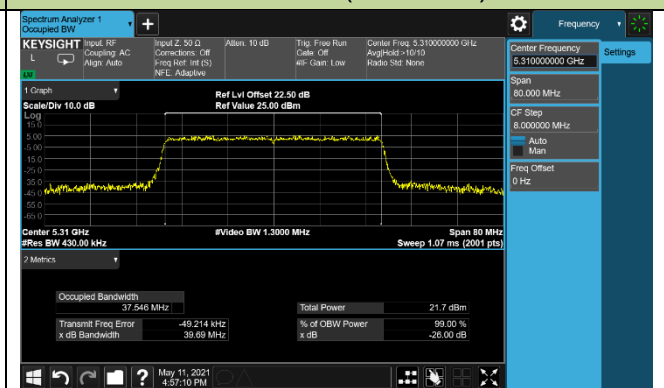 Spectrum Analyzer 1
Occupied BW
+
Frequency
KEYSIGHT
L
Input: RF
Coupling: AC
Align: Auto
Input Z: 50 Ω
Corrections: Off
Freq Ref: Int (S)
NFE: Adaptive
Atten: 10 dB
Trig: Free Run
Gate: Off
#IF Gain: Low
Center Freq: 5.310000000 GHz
Avg|Hold:>10/10
Radio Std: None
Center Frequency
5.310000000 GHz
Settings
Span
80.000 MHz
CF Step
8.000000 MHz
Auto
Man
Freq Offset
0 Hz
1 Graph
Scale/Div 10.0 dB
Ref Lvl Offset 22.50 dB
Ref Value 25.00 dBm
Log
15.0
5.00
-5.00
-15.0
-25.0
-35.0
-45.0
-55.0
-65.0
Center 5.31 GHz
#Res BW 430.00 kHz
#Video BW 1.3000 MHz
Span 80 MHz
Sweep 1.07 ms (2001 pts)
2 Metrics
Occupied Bandwidth
37.546 MHz
Total Power 21.7 dBm
Transmit Freq Error -49.214 kHz
% of OBW Power 99.00 %
x dB Bandwidth 39.69 MHz
x dB -26.00 dB
?
May 11, 2021
4:57:10 PM